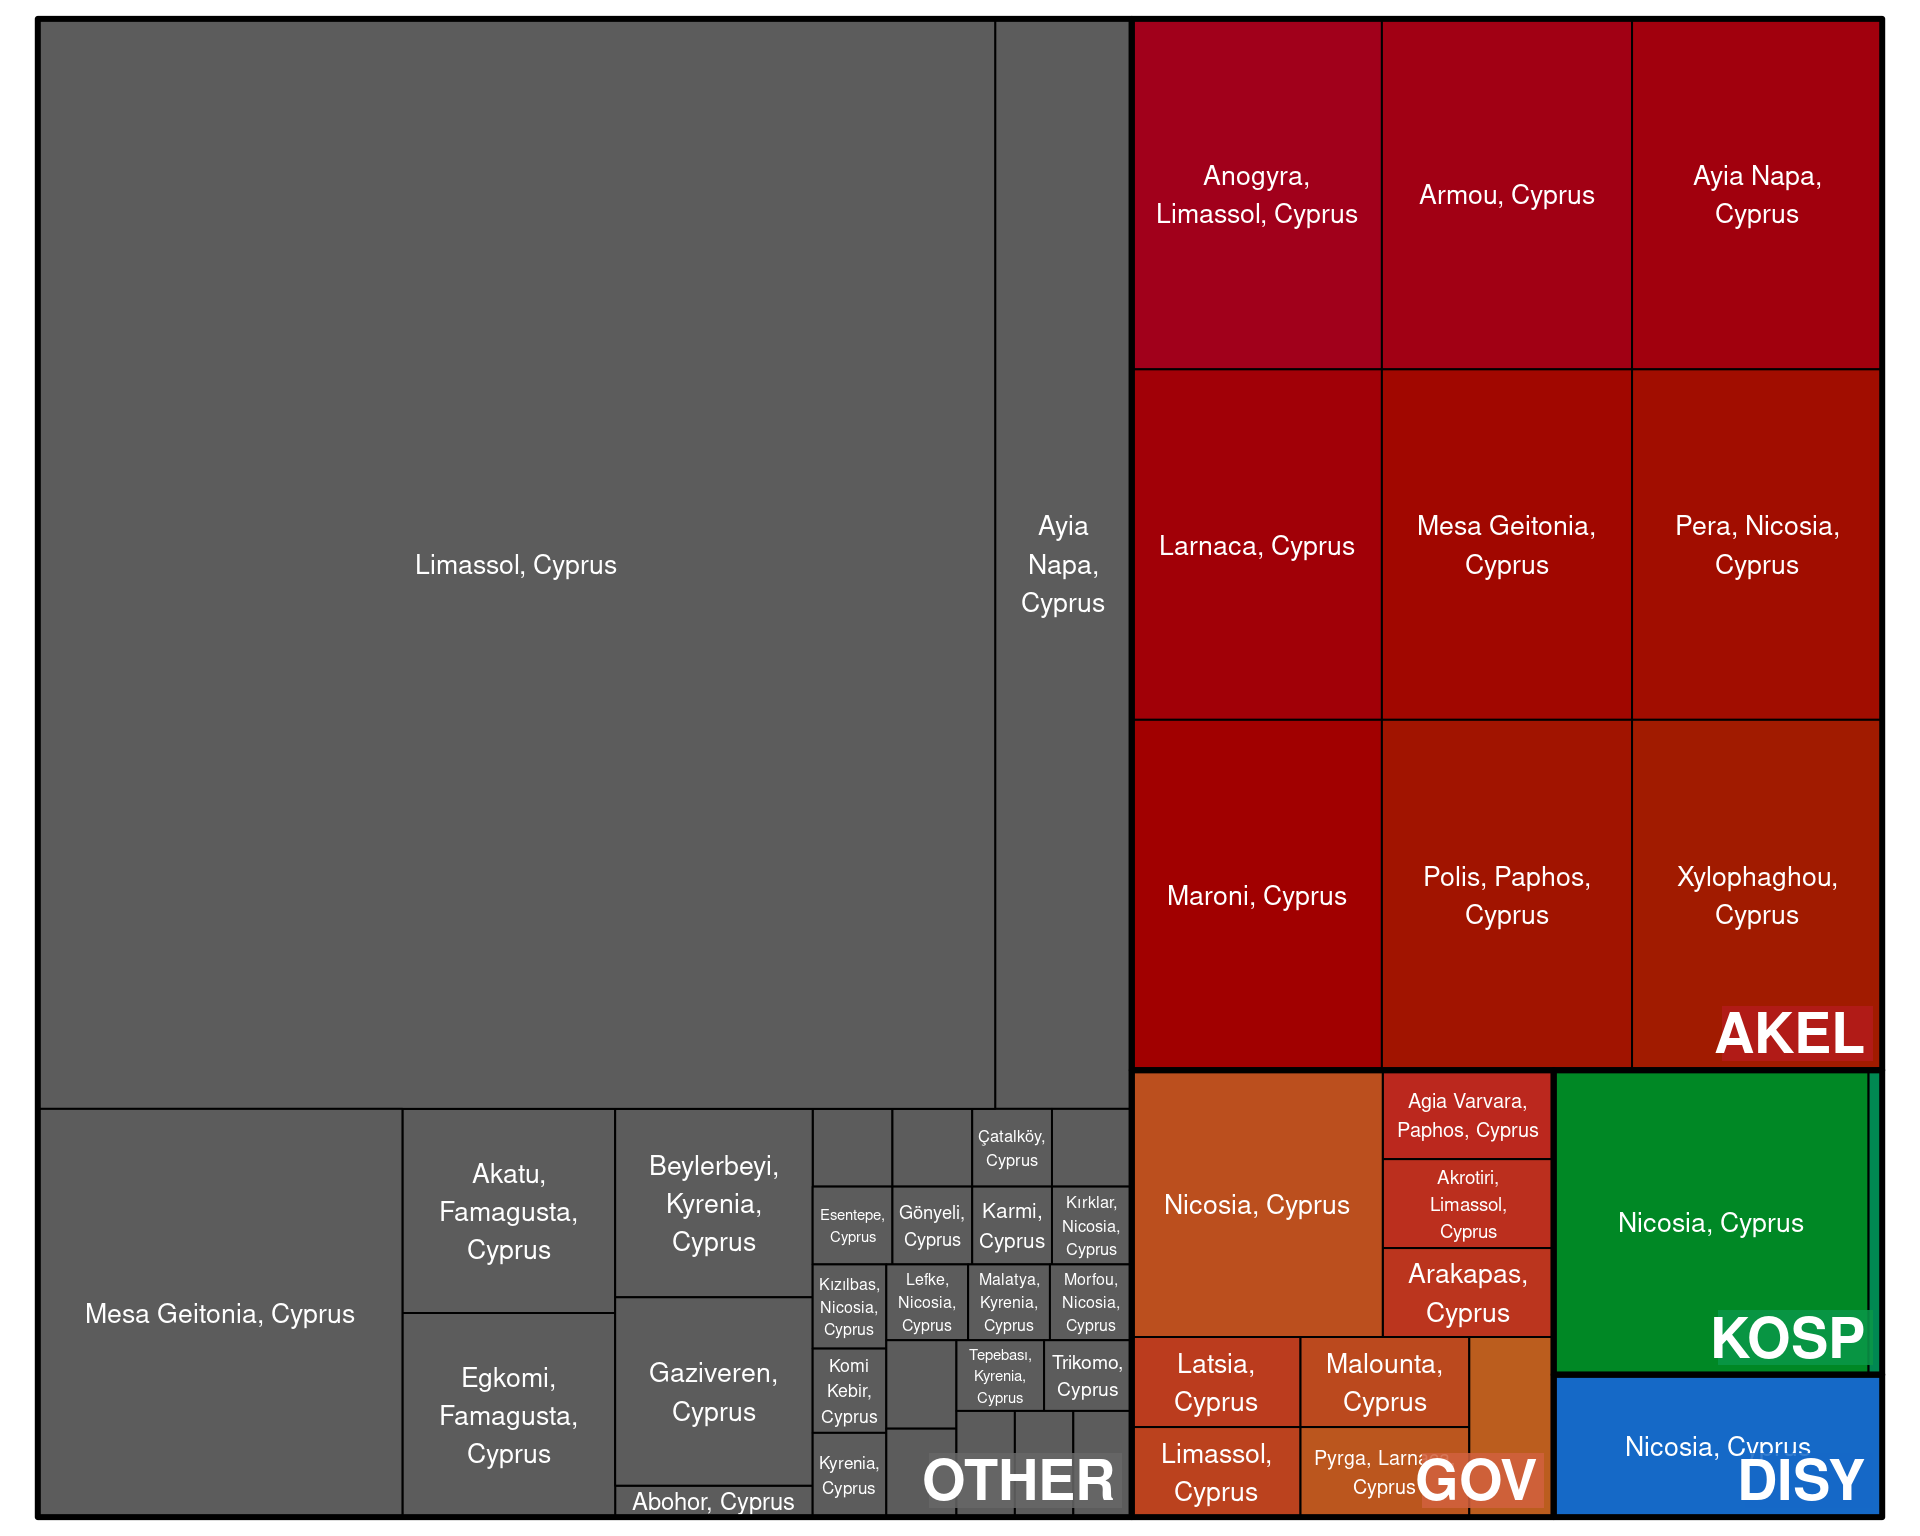 Limassol, Cyprus
Ayia
Napa,
Cyprus
Mesa Geitonia, Cyprus
Akatu,
Famagusta,
Cyprus
Egkomi,
Famagusta,
Cyprus
Beylerbeyi,
Kyrenia,
Cyprus
Gaziveren,
Cyprus
Abohor, Cyprus
Çatalköy,
Cyprus
Esentepe,
Cyprus
Gönyeli,
Cyprus
Karmi,
Cyprus
Kırklar,
Nicosia,
Cyprus
Kızılbas,
Nicosia,
Cyprus
Lefke,
Nicosia,
Cyprus
Malatya,
Kyrenia,
Cyprus
Morfou,
Nicosia,
Cyprus
Komi
Kebir,
Cyprus
Tepebası,
Kyrenia,
Cyprus
Trikomo,
Cyprus
Kyrenia,
Cyprus
OTHER
Anogyra,
Limassol, Cyprus
Armou, Cyprus
Ayia Napa,
Cyprus
Larnaca, Cyprus
Mesa Geitonia,
Cyprus
Pera, Nicosia,
Cyprus
Maroni, Cyprus
Polis, Paphos,
Cyprus
Xylophaghou,
Cyprus
AKEL
Nicosia, Cyprus
Agia Varvara,
Paphos, Cyprus
Akrotiri,
Limassol,
Cyprus
Arakapas,
Cyprus
Latsia,
Cyprus
Malounta,
Cyprus
Limassol,
Cyprus
Pyrga, Larnaca,
Cyprus
GOV
Nicosia, Cyprus
KOSP
Nicosia, Cyprus
DISY